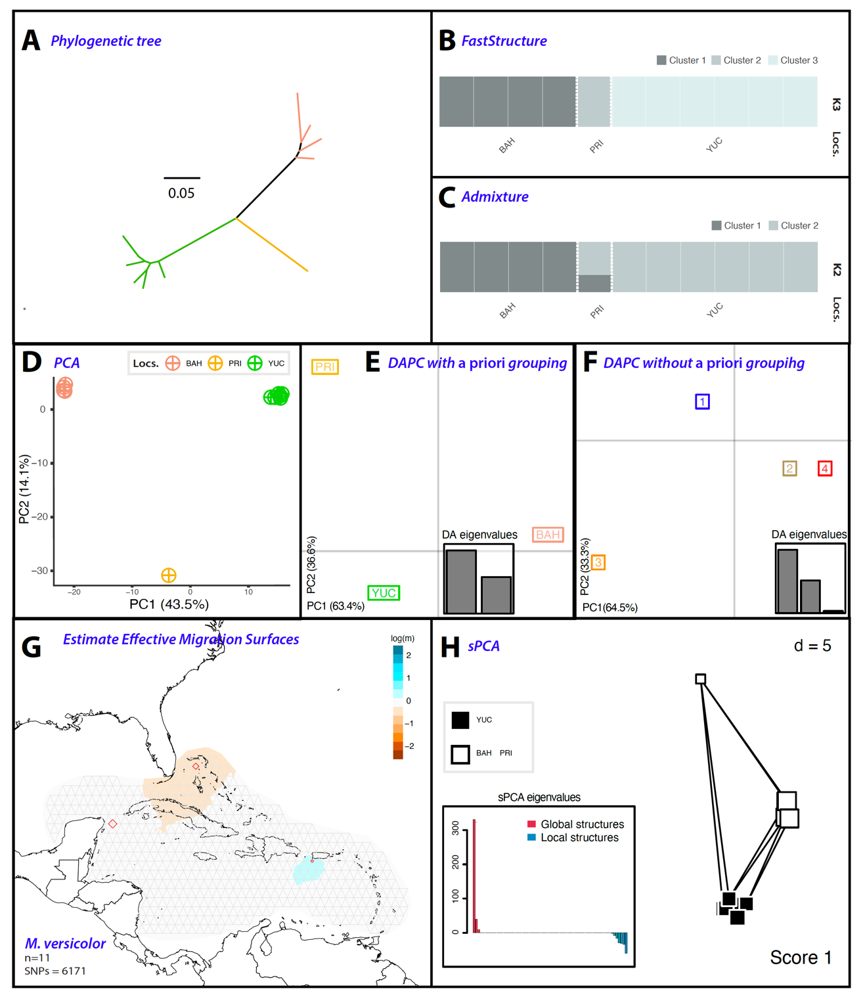 A Phylogenetic tree
0.05
B FastStructure
Cluster 1 Cluster 2 Cluster 3
K3
BAH PRI YUC
Locs.
C Admixture
Cluster 1 Cluster 2
K2
BAH PRI YUC
Locs.
D PCA
Locs. BAH PRI YUC
0
−10
−20
−30
PC2 (14.1%)
−20 −10 0 10
PC1 (43.5%)
E DAPC with a priori grouping
PRI
BAH
YUC
DA eigenvalues
PC2 (36.6%)
PC1 (63.4%)
F DAPC without a priori groupihg
1
2
4
3
DA eigenvalues
PC2 (33.3%)
PC1(64.5%)
G Estimate Effective Migration Surfaces
log(m)
2
1
0
−1
−2
M. versicolor
n=11
SNPs = 6171
H sPCA
d = 5
YUC
BAH PRI
sPCA eigenvalues
Global structures
Local structures
300
200
100
0
Score 1